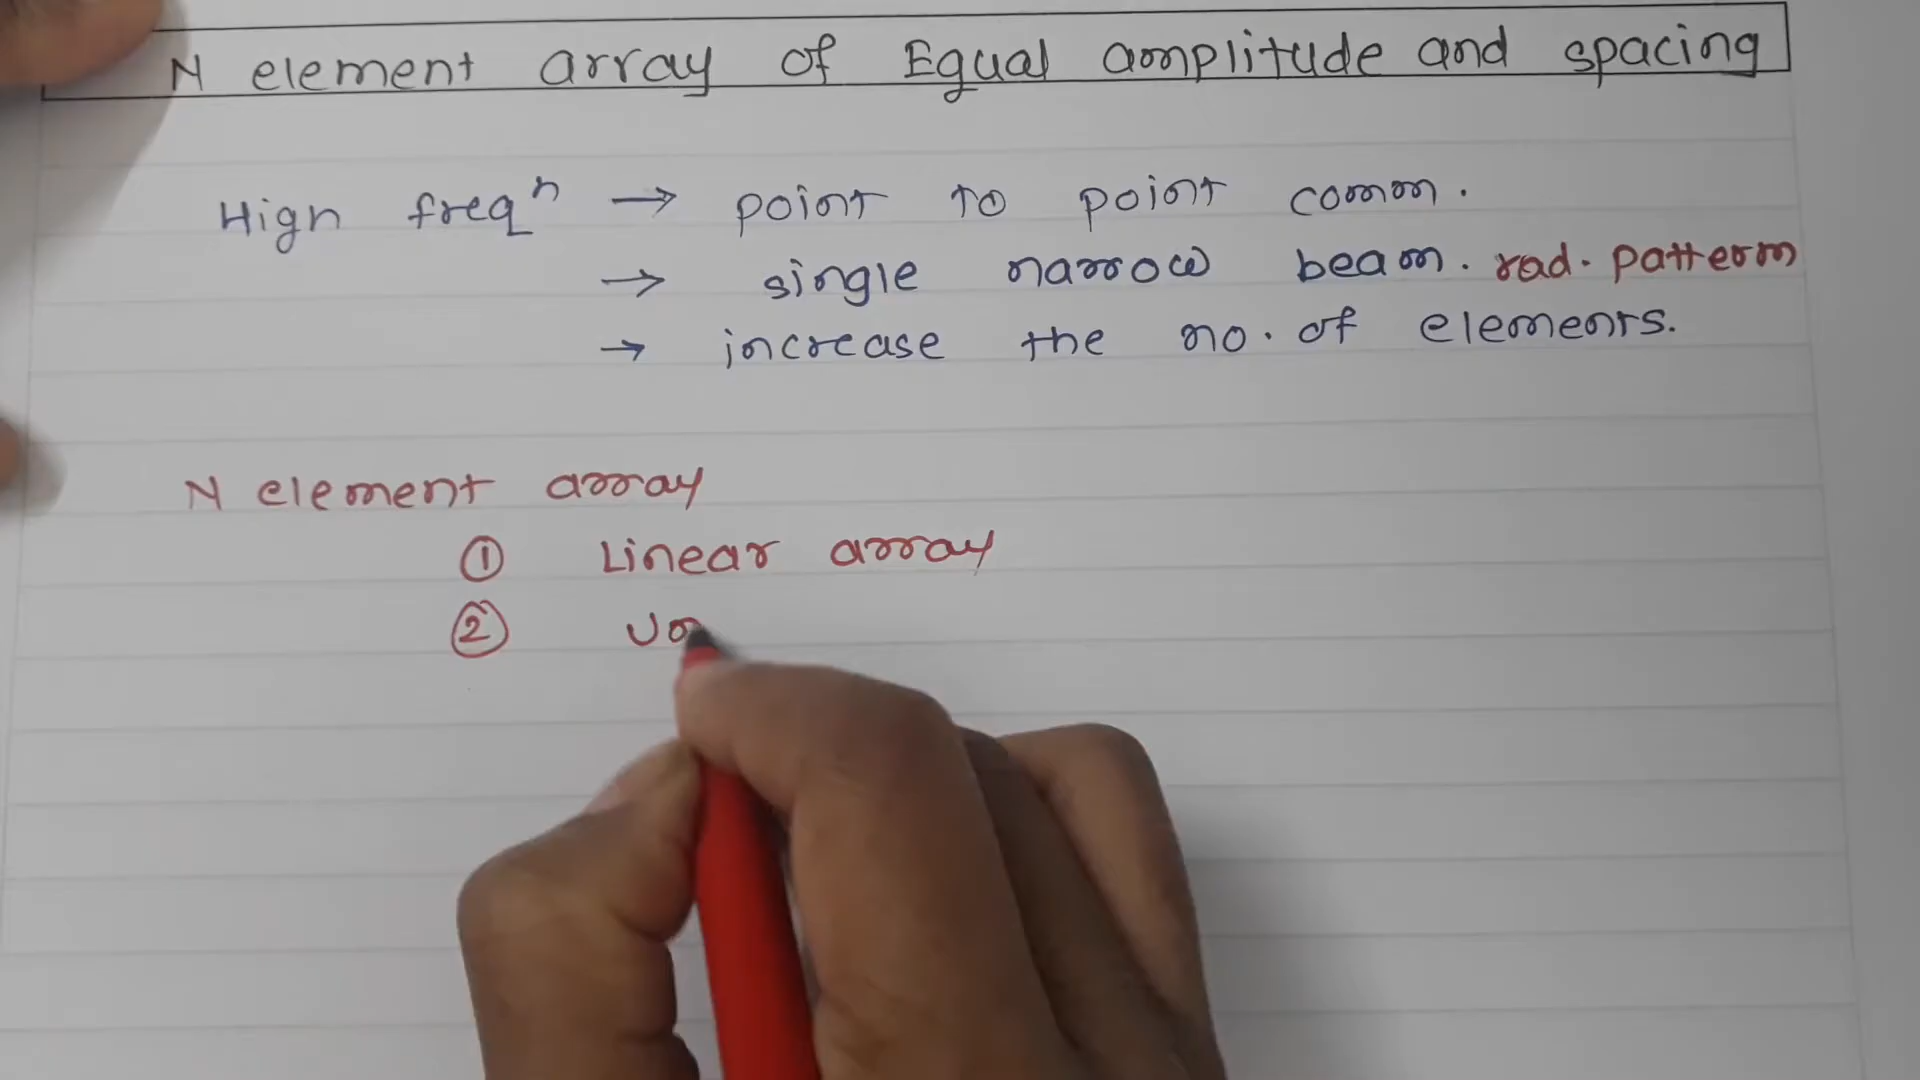 N element array of Equal amplitude and spacing
High freqⁿ → point to point comm.
→ single narrow beam. rad. pattern
→ increase the no. of elements.
N element array
① Linear array
② Un